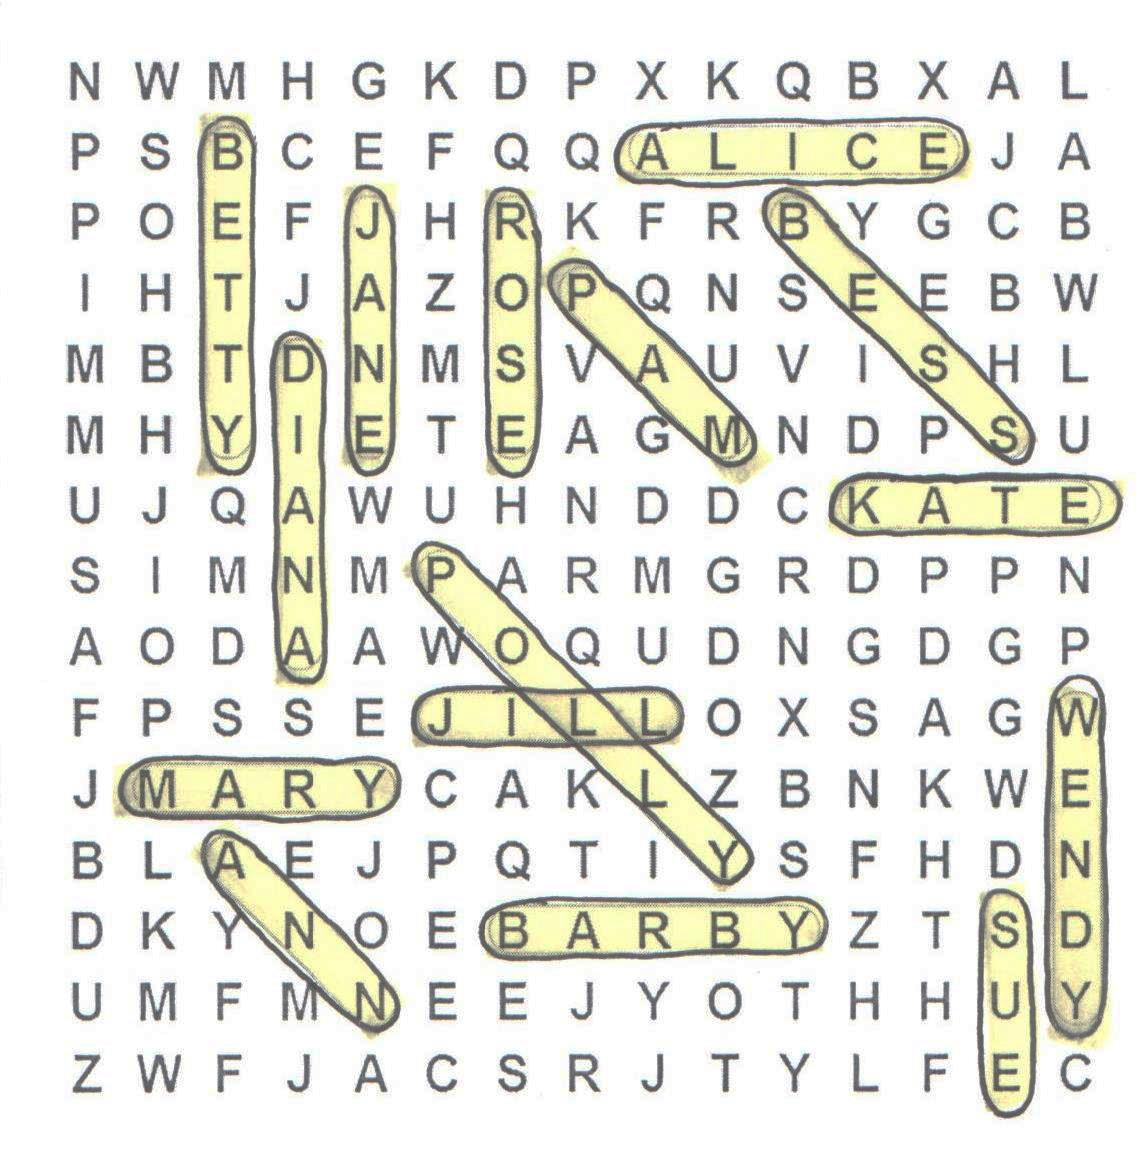 N W M H G K D P X K Q B X A L
P S B C E F Q Q A L I C E J A
P O E F J H R K F R B Y G C B
I H T J A Z O P Q N S E E B W
M B T D N M S V A U V I S H L
M H Y I E T E A G M N D P S U
U J Q A W U H N D D C K A T E
S I M N M P A R M G R D P P N
A O D A A W O Q U D N G D G P
F P S S E J I L L O X S A G W
J M A R Y C A K L Z B N K W E
B L A E J P Q T I Y S F H D N
D K Y N O E B A R B Y Z T S D
U M F M N E E J Y O T H H U Y
Z W F J A C S R J T Y L F E C